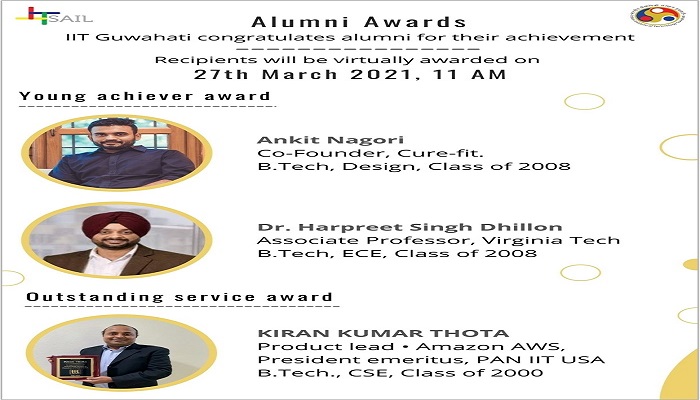 SAIL
Alumni Awards
IIT Guwahati congratulates alumni for their achievement
Recipients will be virtually awarded on
27th March 2021, 11 AM
Young achiever award
Ankit Nagori
Co-Founder, Cure-fit.
B.Tech, Design, Class of 2008
Dr. Harpreet Singh Dhillon
Associate Professor, Virginia Tech
B.Tech, ECE, Class of 2008
Outstanding service award
KIRAN KUMAR THOTA
Product lead • Amazon AWS,
President emeritus, PAN IIT USA
B.Tech., CSE, Class of 2000